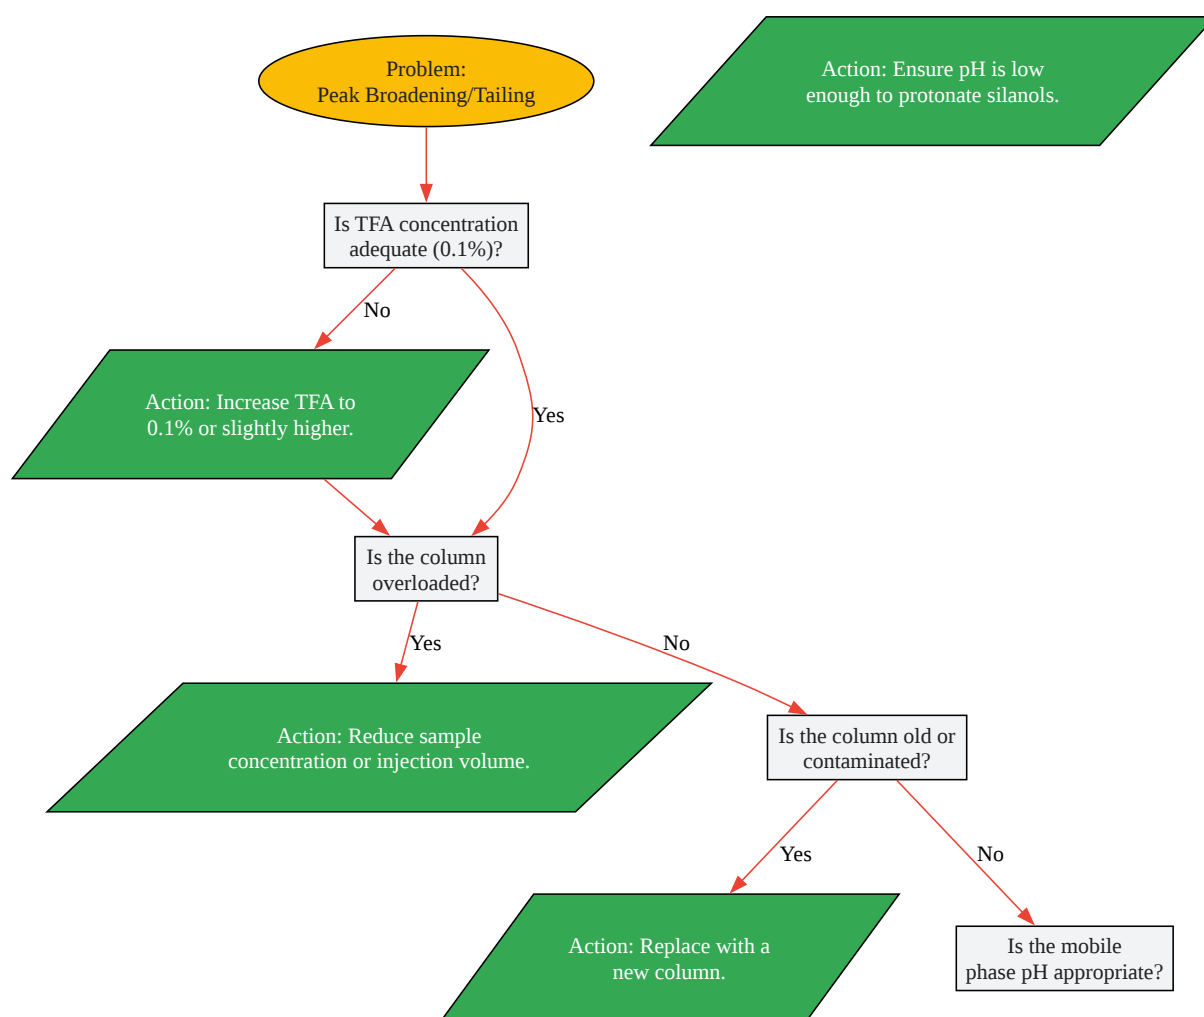 Problem:
Peak Broadening/Tailing
Action: Ensure pH is low
enough to protonate silanols.
Is TFA concentration
adequate (0.1%)?
No
Yes
Action: Increase TFA to
0.1% or slightly higher.
Is the column
overloaded?
Yes
No
Action: Reduce sample
concentration or injection volume.
Is the column old or
contaminated?
Yes
No
Action: Replace with a
new column.
Is the mobile
phase pH appropriate?